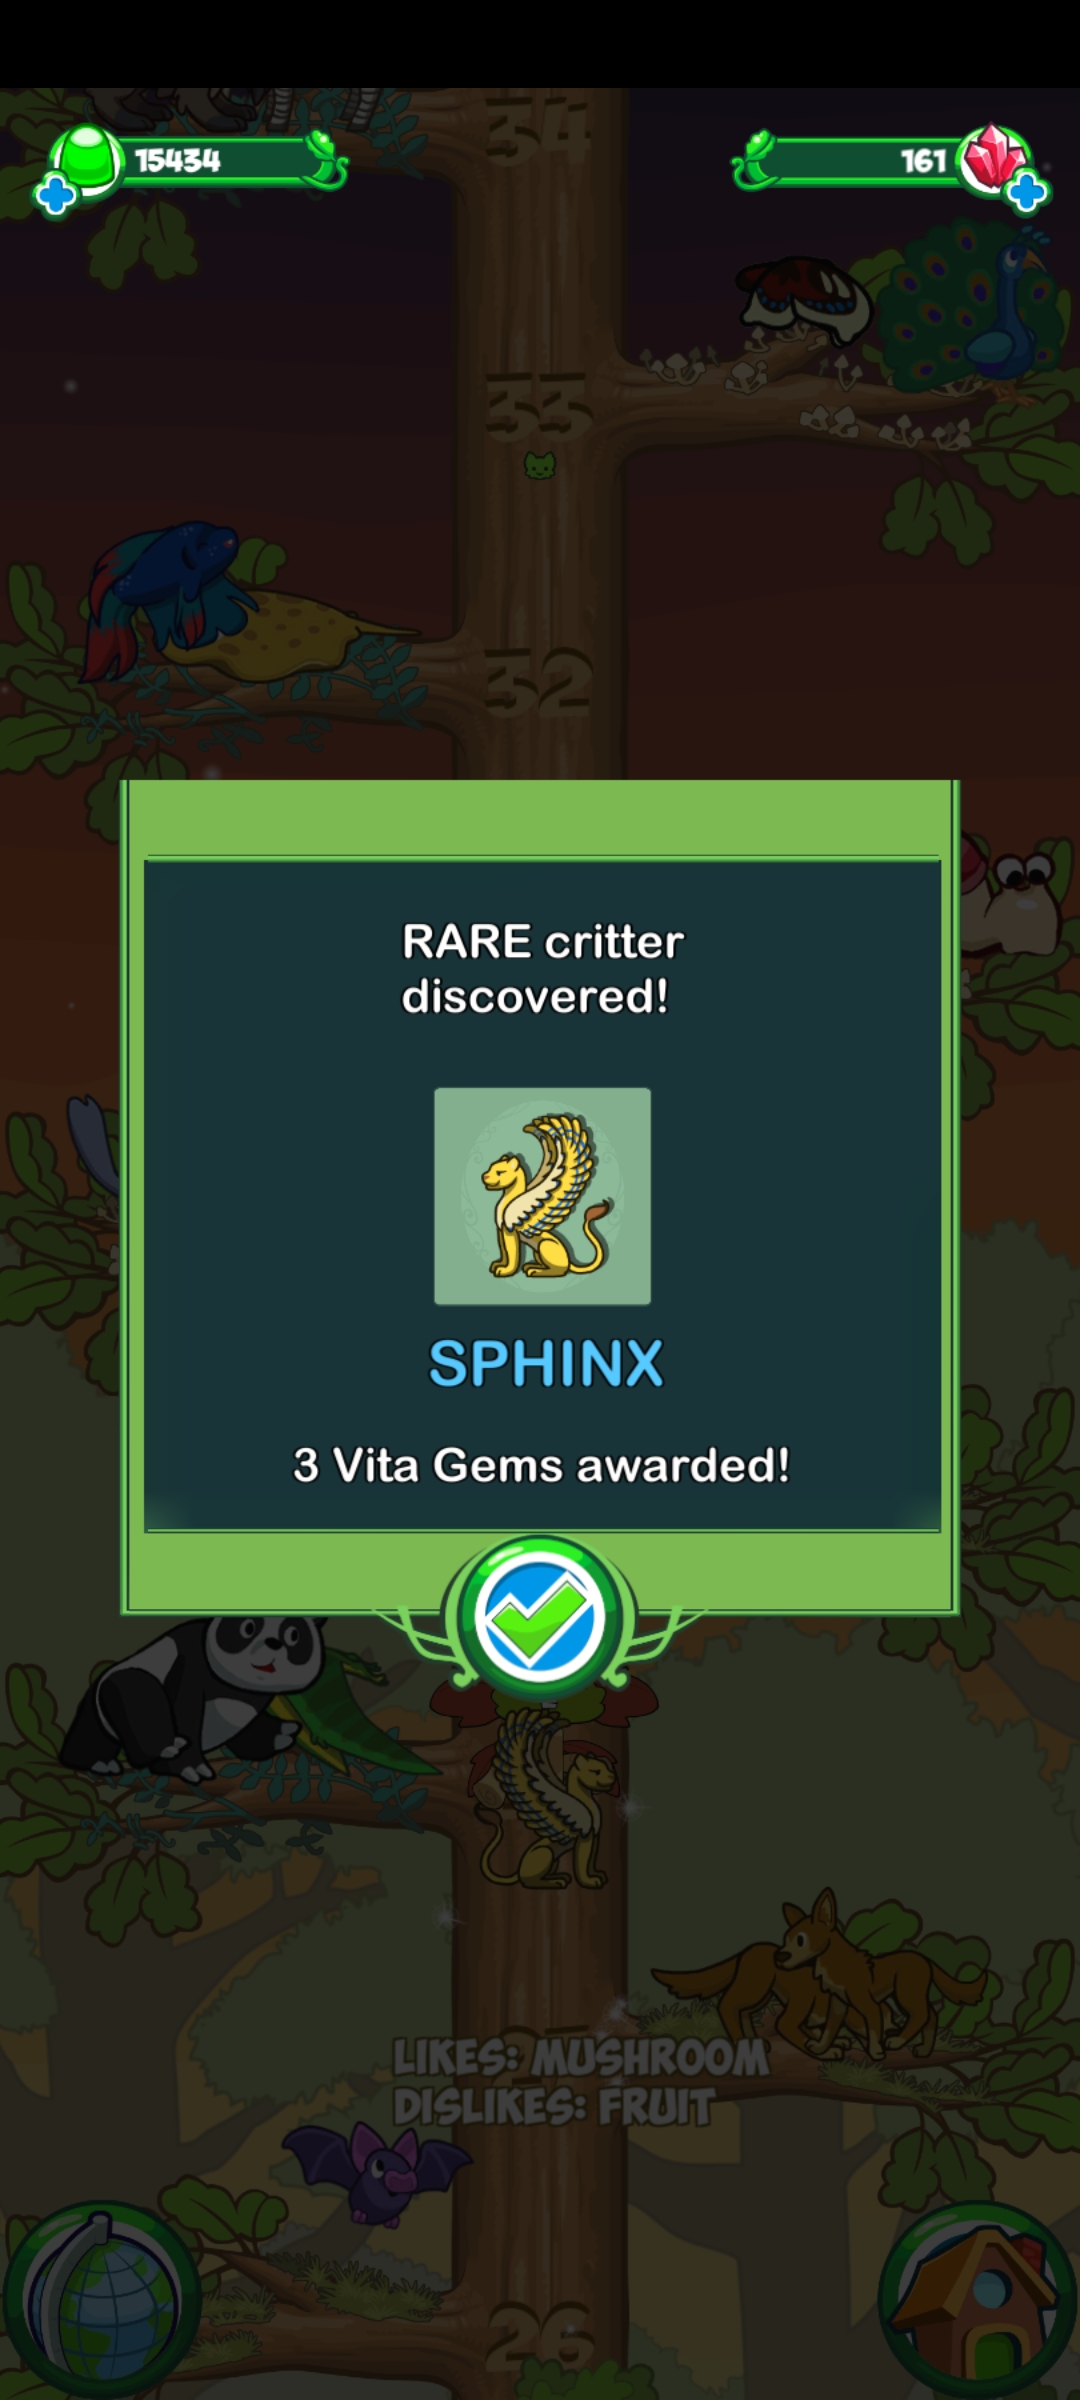 34
15434
161
33
32
RARE critter
discovered!
SPHINX
3 Vita Gems awarded!
LIKES: MUSHROOM
DISLIKES: FRUIT
26